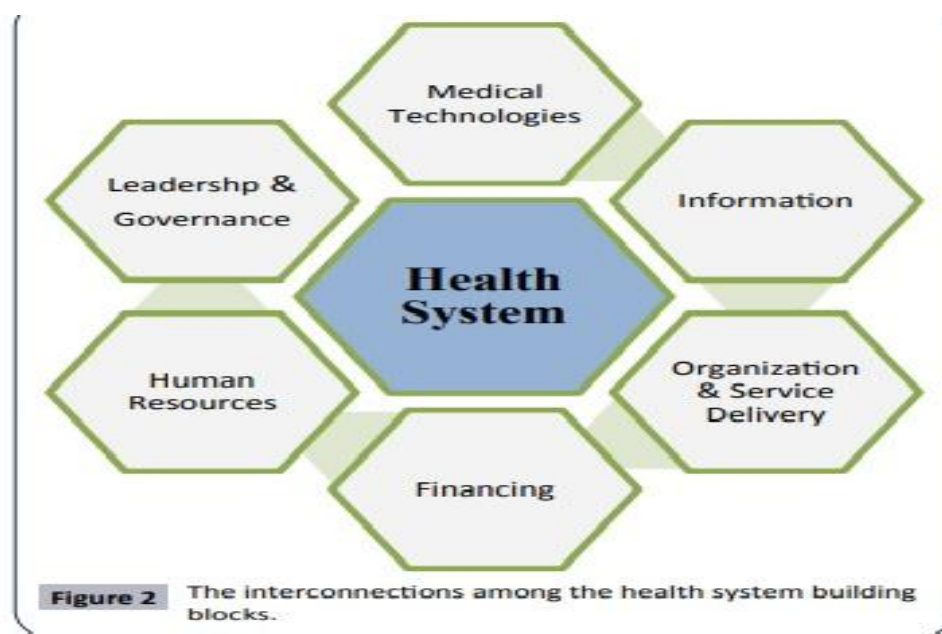 Medical
Technologies
Leadershp &
Governance
Information
Health
System
Human
Resources
Organization
& Service
Delivery
Financing
Figure 2 The interconnections among the health system building
blocks.